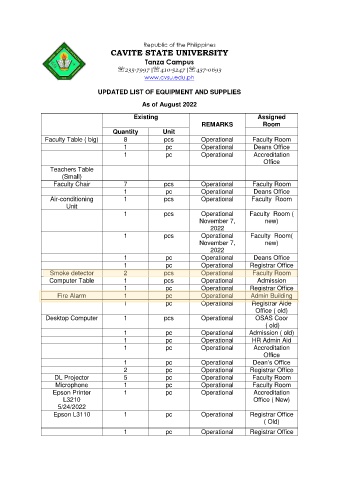 Republic of the Philippines
CAVITE STATE UNIVERSITY
Tanza Campus
www.cvsu.edu.ph
UPDATED LIST OF EQUIPMENT AND SUPPLIES
As of August 2022
Existing REMARKS Assigned Room
Quantity Unit
Faculty Table ( big) 8 pcs Operational Faculty Room
1 pc Operational Deans Office
1 pc Operational Accreditation Office
Teachers Table (Small)
Faculty Chair 7 pcs Operational Faculty Room
1 pc Operational Deans Office
Air-conditioning Unit 1 pcs Operational Faculty Room
1 pcs Operational November 7, 2022 Faculty Room ( new)
1 pcs Operational November 7, 2022 Faculty Room( new)
1 pc Operational Deans Office
1 pc Operational Registrar Office
Smoke detector 2 pcs Operational Faculty Room
Computer Table 1 pcs Operational Admission
1 pc Operational Registrar Office
Fire Alarm 1 pc Operational Admin Building
1 pc Operational Registrar Aide Office ( old)
Desktop Computer 1 pcs Operational OSAS Coor ( old)
1 pc Operational Admission ( old)
1 pc Operational HR Admin Aid
1 pc Operational Accreditation Office
1 pc Operational Dean's Office
2 pc Operational Registrar Office
DL Projector 5 pc Operational Faculty Room
Microphone 1 pc Operational Faculty Room
Epson Printer L3210 5/24/2022 1 pc Operational Accreditation Office ( New)
Epson L3110 1 pc Operational Registrar Office ( Old)
1 pc Operational Registrar Office